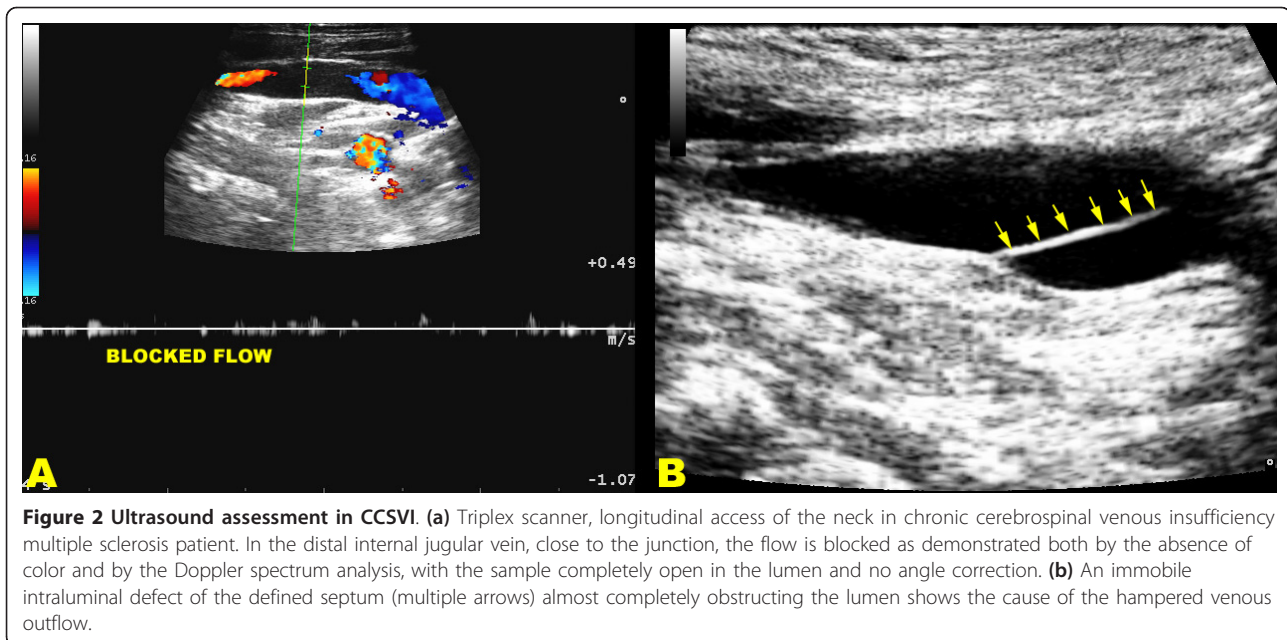 .16
.16
s
+0.49
m/s
BLOCKED FLOW
A
4 s
-1.07
B
Figure 2 Ultrasound assessment in CCSVI. (a) Triplex scanner, longitudinal access of the neck in chronic cerebrospinal venous insufficiency
multiple sclerosis patient. In the distal internal jugular vein, close to the junction, the flow is blocked as demonstrated both by the absence of
color and by the Doppler spectrum analysis, with the sample completely open in the lumen and no angle correction. (b) An immobile
intraluminal defect of the defined septum (multiple arrows) almost completely obstructing the lumen shows the cause of the hampered venous
outflow.